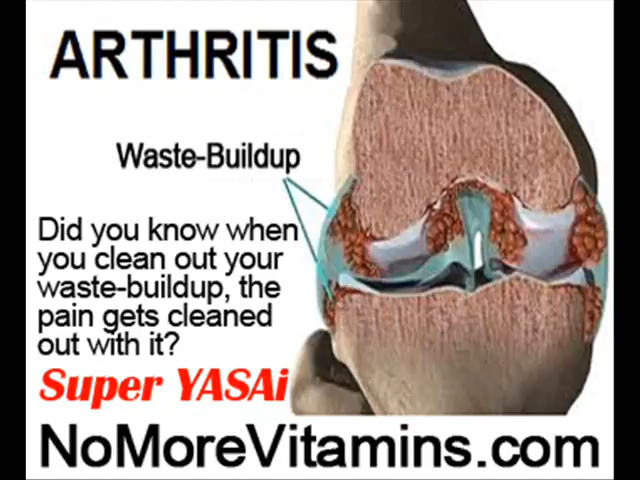 ARTHRITIS
Waste-Buildup
Did you know when
you clean out your
waste-buildup, the
pain gets cleaned
out with it?
Super YASAi
NoMoreVitamins.com